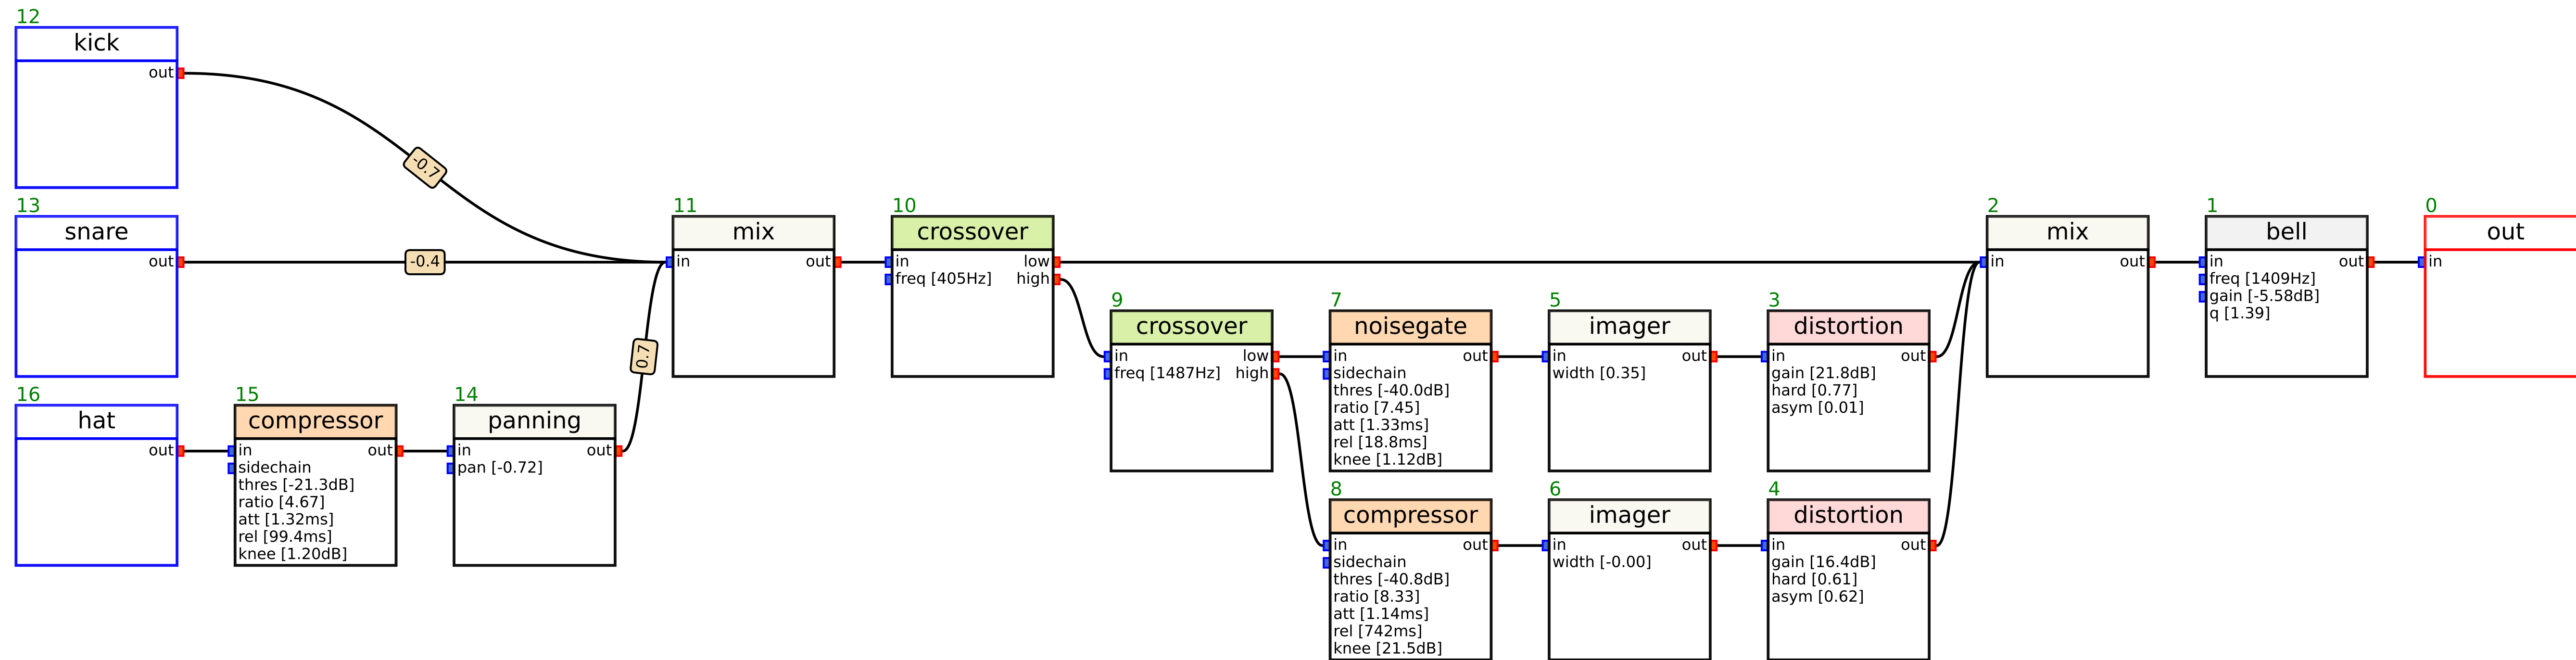 12
kick
out
-0.7
13
snare
out
-0.4
16
hat
out
15
compressor
in out
sidechain
thres [-21.3dB]
ratio [4.67]
att [1.32ms]
rel [99.4ms]
knee [1.20dB]
14
panning
in out
pan [-0.72]
0.7
11
mix
in out
10
crossover
in low
freq [405Hz] high
9
crossover
in low
freq [1487Hz] high
7
noisegate
in out
sidechain
thres [-40.0dB]
ratio [7.45]
att [1.33ms]
rel [18.8ms]
knee [1.12dB]
5
imager
in out
width [0.35]
3
distortion
in out
gain [21.8dB]
hard [0.77]
asym [0.01]
8
compressor
in out
sidechain
thres [-40.8dB]
ratio [8.33]
att [1.14ms]
rel [742ms]
knee [21.5dB]
6
imager
in out
width [-0.00]
4
distortion
in out
gain [16.4dB]
hard [0.61]
asym [0.62]
2
mix
in out
1
bell
in out
freq [1409Hz]
gain [-5.58dB]
q [1.39]
0
out
in